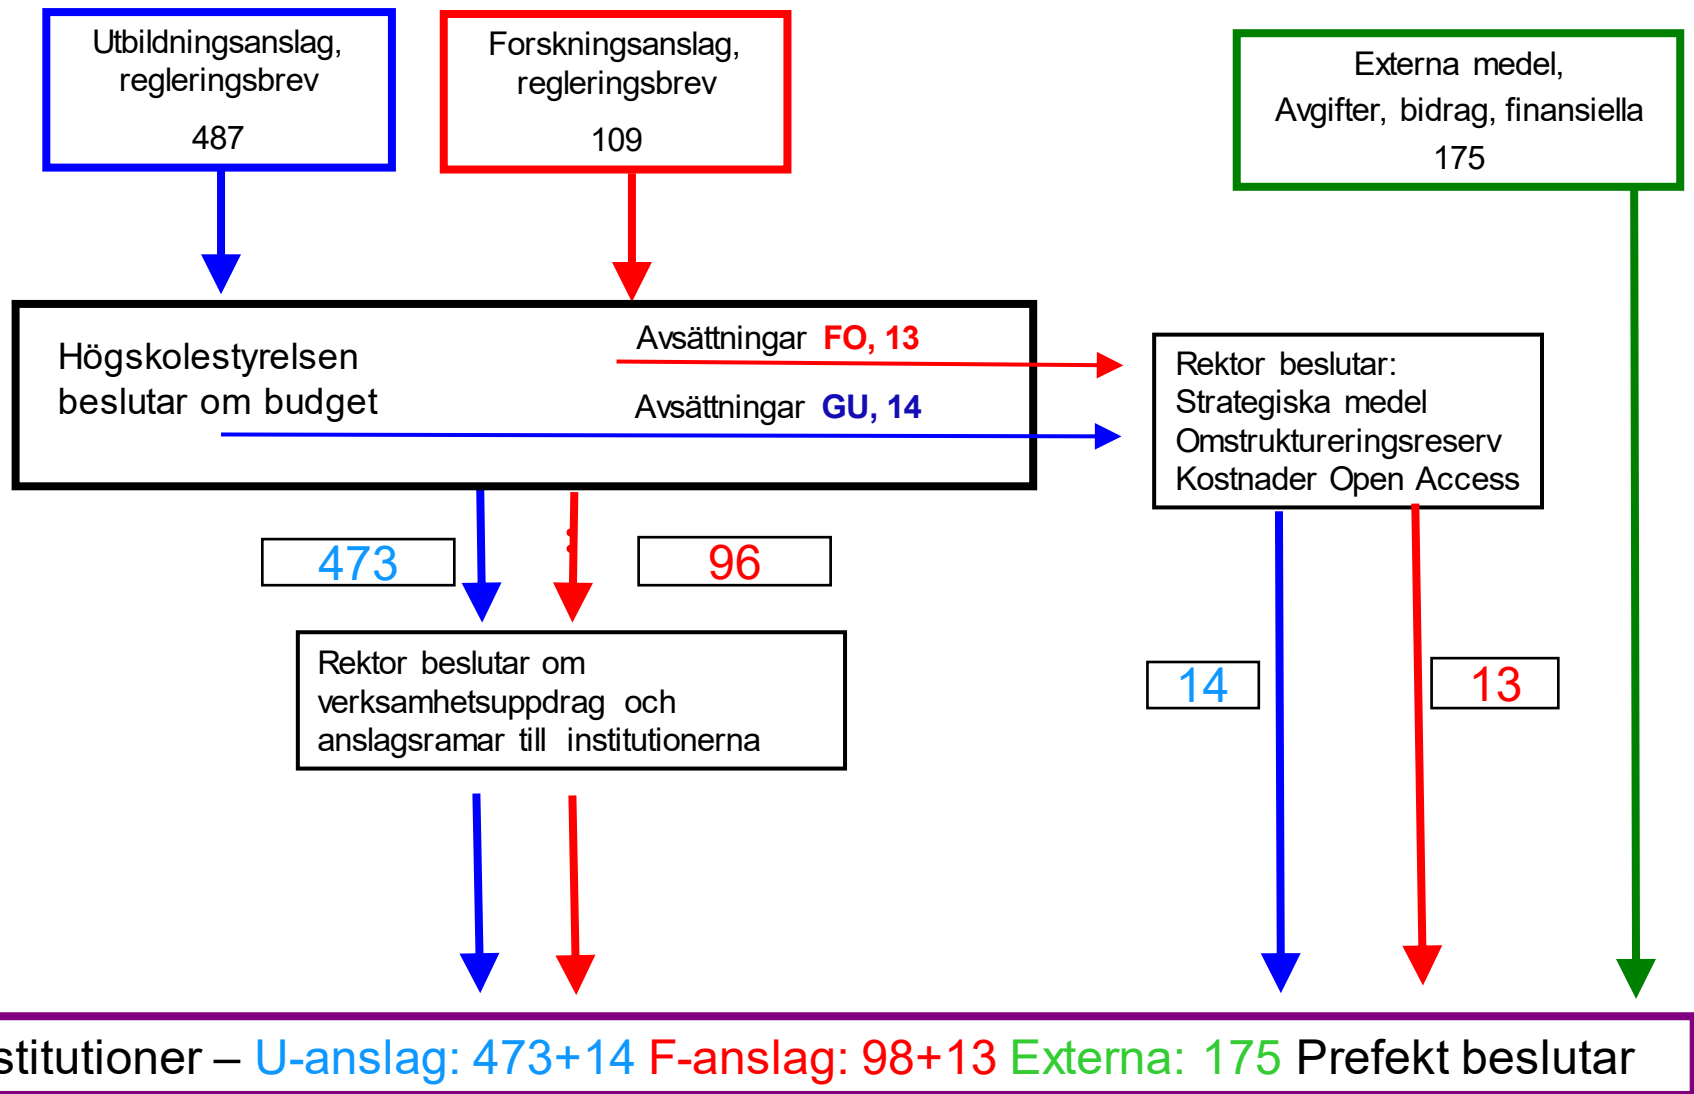 Utbildningsanslag,
regleringsbrev
487
Forskningsanslag,
regleringsbrev
109
Externa medel,
Avgifter, bidrag, finansiella
175
Högskolestyrelsen
beslutar om budget
Avsättningar FO, 13
Avsättningar GU, 14
Rektor beslutar:
Strategiska medel
Omstruktureringsreserv
Kostnader Open Access
473
96
Rektor beslutar om
verksamhetsuppdrag och
anslagsramar till institutionerna
14
13
stitutioner – U-anslag: 473+14 F-anslag: 98+13 Externa: 175 Prefekt beslutar